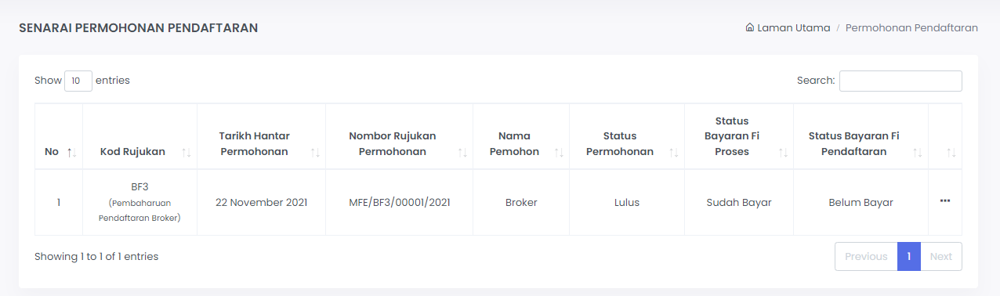 SENARAI PERMOHONAN PENDAFTARAN
Laman Utama / Permohonan Pendaftaran
Show 10 entries
Search:
No
Kod Rujukan
Tarikh Hantar
Permohonan
Nombor Rujukan
Permohonan
Nama
Pemohon
Status
Permohonan
Status
Bayaran Fi
Proses
Status Bayaran Fi
Pendaftaran
1
BF3
(Pembaharuan
Pendaftaran Broker)
22 November 2021
MFE/BF3/00001/2021
Broker
Lulus
Sudah Bayar
Belum Bayar
Showing 1 to 1 of 1 entries
Previous 1 Next